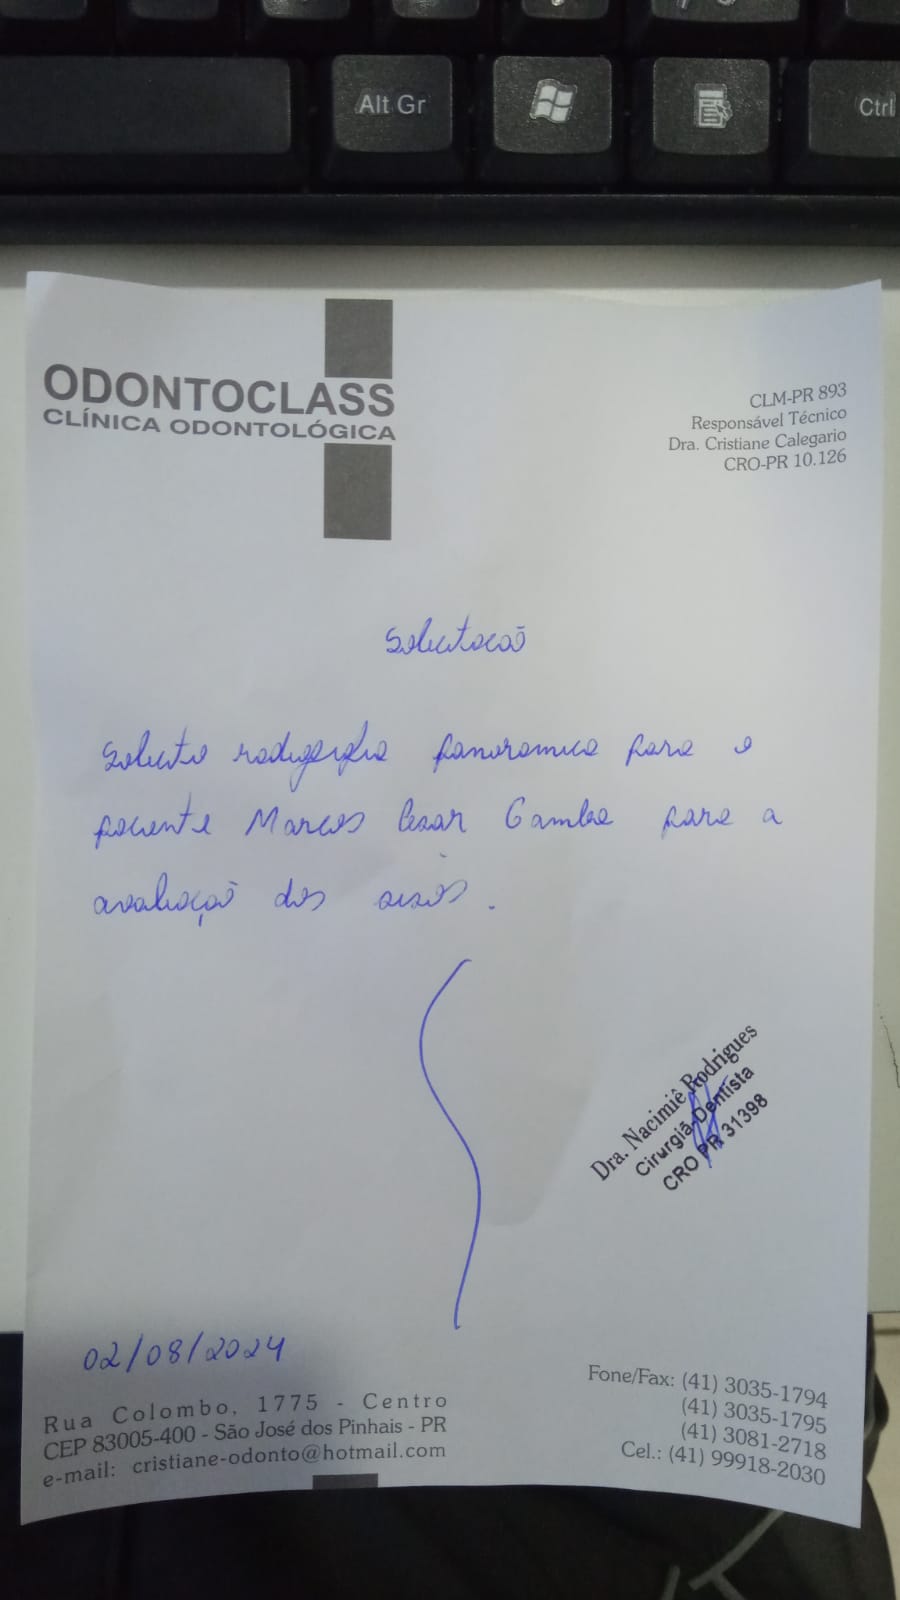 Alt Gr
Ctrl
ODONTOCLASS
CLÍNICA ODONTOLÓGICA
CLM-PR 893
Responsável Técnico
Dra. Cristiane Calegario
CRO-PR 10.126
Solicitação
Solicito radiografia panoramica para o
paciente Marcos Cesar Gamba para a
avaliação dos sisos.
Dra. Nacimiê Rodrigues
Cirurgiã-Dentista
CRO PR 31398
02/08/2024
Rua Colombo, 1775 - Centro
CEP 83005-400 - São José dos Pinhais - PR
e-mail: cristiane-odonto@hotmail.com
Fone/Fax: (41) 3035-1794
(41) 3035-1795
(41) 3081-2718
Cel.: (41) 99918-2030